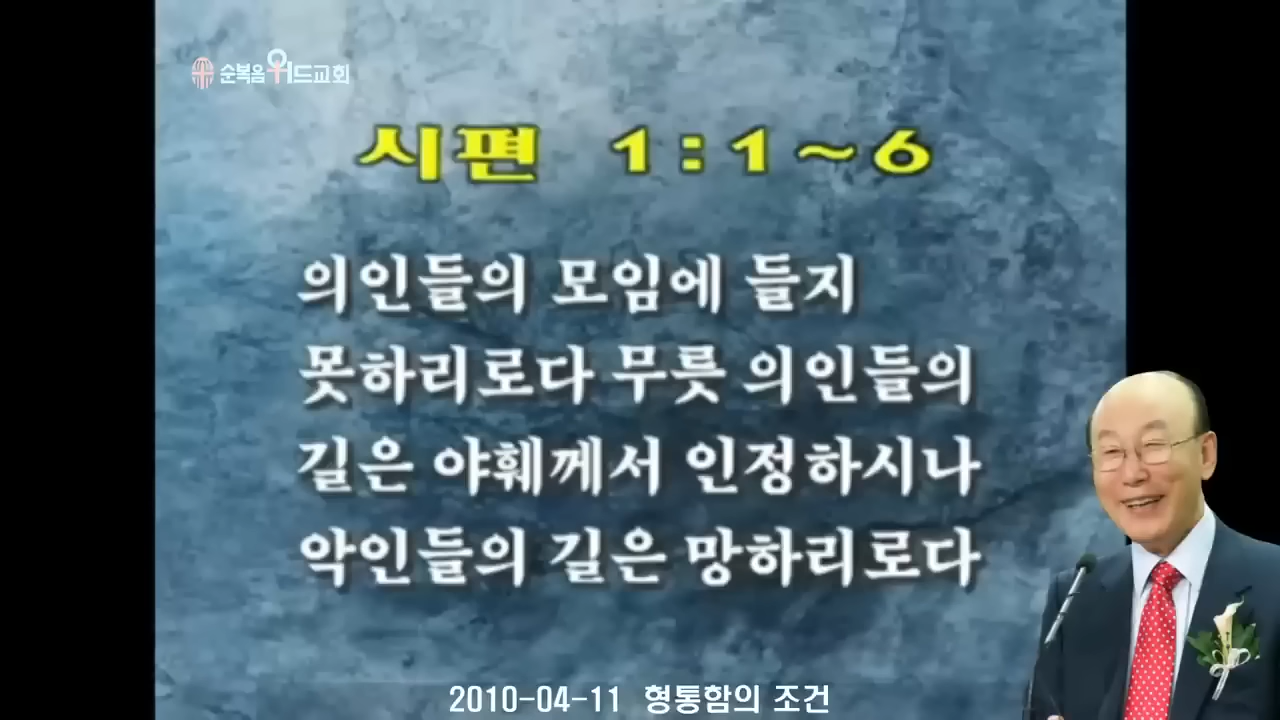 순복음워드교회
시편 1:1~6
의인들의 모임에 들지
못하리로다 무릇 의인들의
길은 야훼께서 인정하시나
악인들의 길은 망하리로다
2010-04-11 형통함의 조건